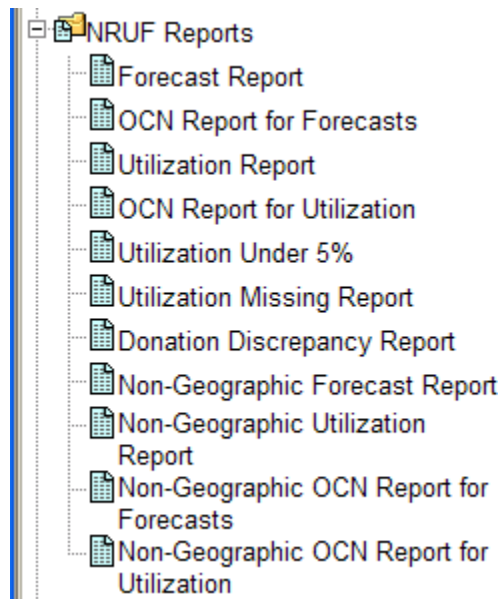 NRUF Reports
Forecast Report
OCN Report for Forecasts
Utilization Report
OCN Report for Utilization
Utilization Under 5%
Utilization Missing Report
Donation Discrepancy Report
Non-Geographic Forecast Report
Non-Geographic Utilization
Report
Non-Geographic OCN Report for
Forecasts
Non-Geographic OCN Report for
Utilization